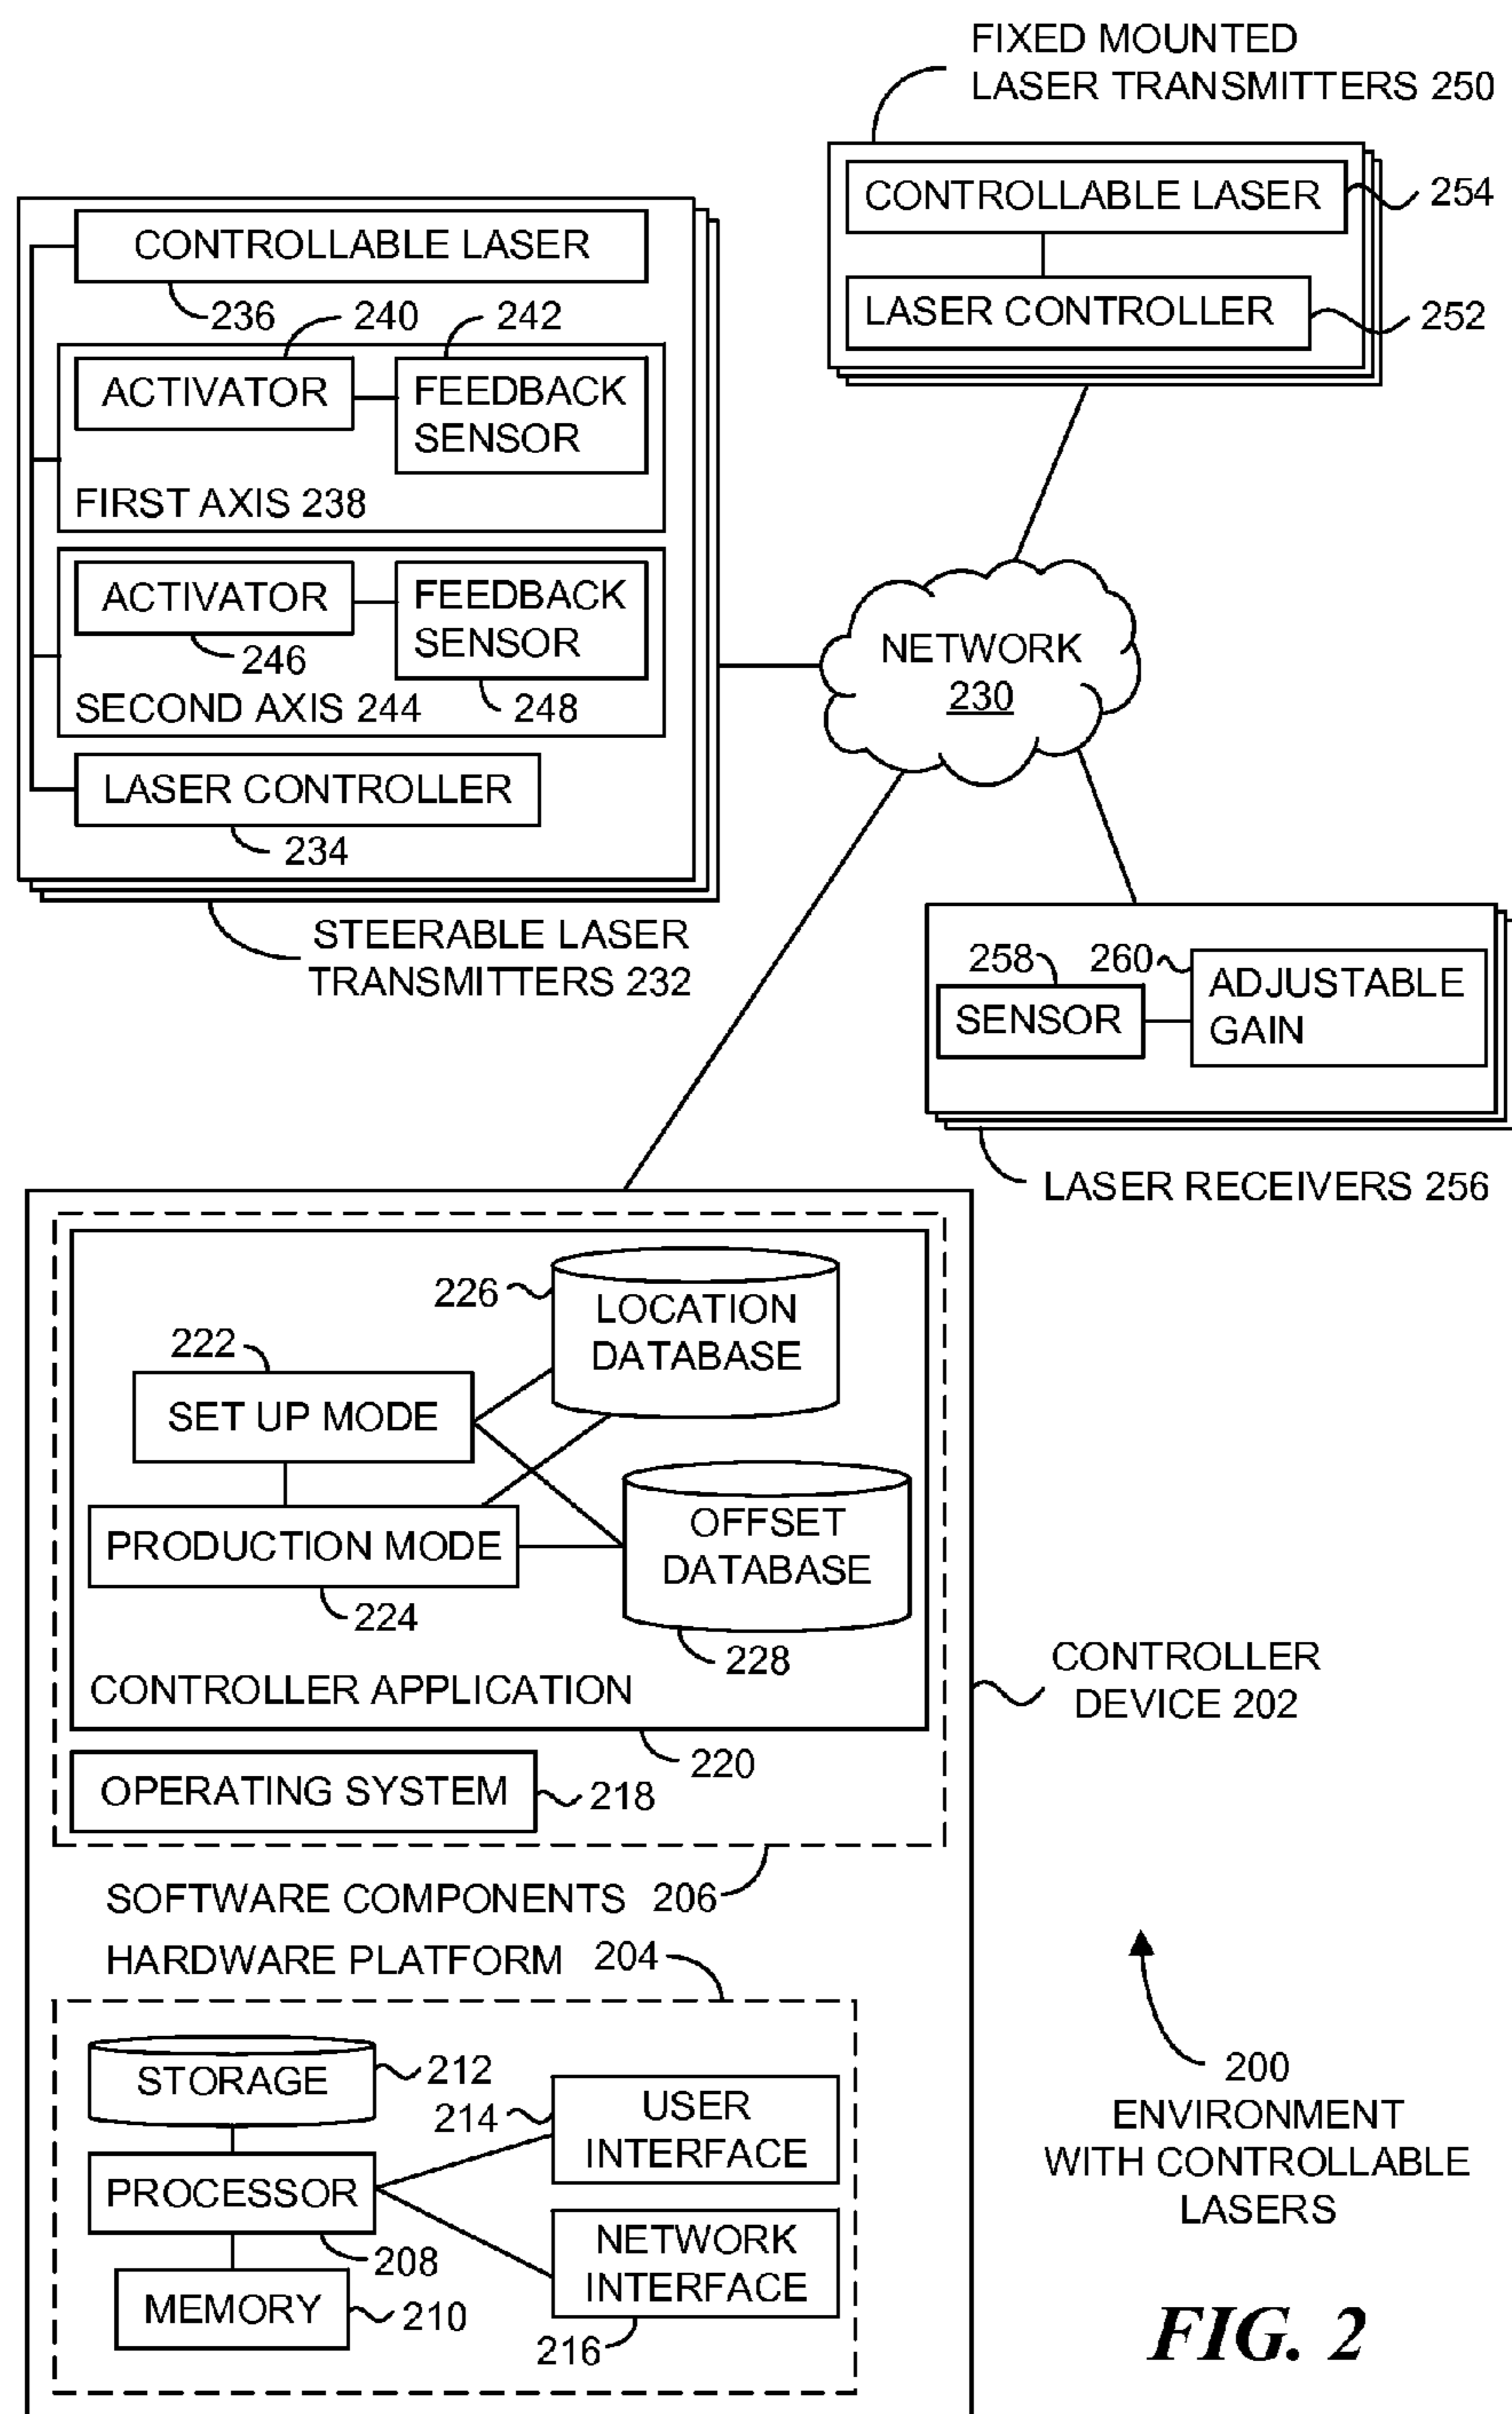 FIXED MOUNTED
LASER TRANSMITTERS 250
CONTROLLABLE LASER
254
LASER CONTROLLER
252
CONTROLLABLE LASER
236
240
242
ACTIVATOR
FEEDBACK
SENSOR
FIRST AXIS 238
ACTIVATOR
FEEDBACK
SENSOR
246
SECOND AXIS 244
248
LASER CONTROLLER
234
STEERABLE LASER
TRANSMITTERS 232
NETWORK
230
258
260
SENSOR
ADJUSTABLE
GAIN
LASER RECEIVERS 256
226
LOCATION
DATABASE
222
SET UP MODE
PRODUCTION MODE
224
OFFSET
DATABASE
228
CONTROLLER APPLICATION
220
OPERATING SYSTEM
218
CONTROLLER
DEVICE 202
SOFTWARE COMPONENTS 206
HARDWARE PLATFORM 204
STORAGE
212
214
USER
INTERFACE
PROCESSOR
208
NETWORK
INTERFACE
216
MEMORY
210
200
ENVIRONMENT
WITH CONTROLLABLE
LASERS
FIG. 2